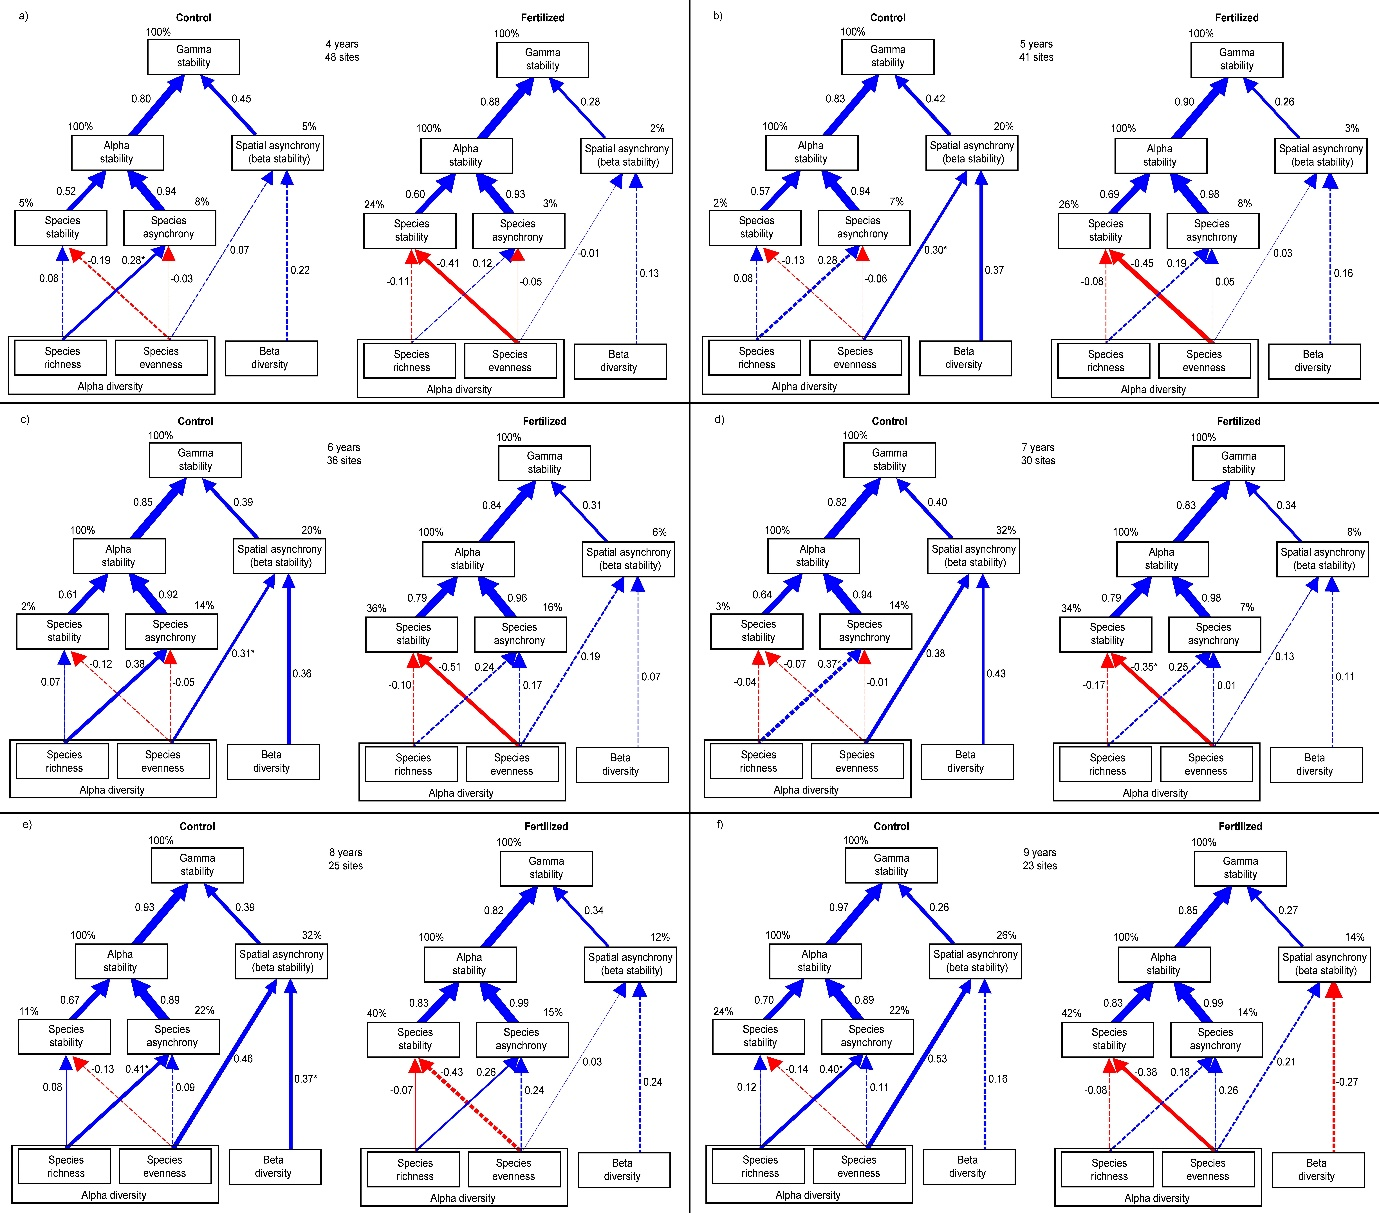 a)
Control
Fertilized
4 years
48 sites
100%
Gamma
stability
0.80
0.45
100%
Alpha
stability
5%
Spatial asynchrony
(beta stability)
0.52
0.94
5%
Species
stability
8%
Species
asynchrony
-0.19
0.28*
0.07
0.08
-0.03
0.22
Species
richness
Species
evenness
Beta
diversity
Alpha diversity
100%
Gamma
stability
0.88
0.28
100%
Alpha
stability
2%
Spatial asynchrony
(beta stability)
0.60
0.93
24%
Species
stability
3%
Species
asynchrony
-0.41
0.12
-0.01
-0.11
-0.05
0.13
Species
richness
Species
evenness
Beta
diversity
Alpha diversity
b)
Control
Fertilized
5 years
41 sites
100%
Gamma
stability
0.83
0.42
100%
Alpha
stability
20%
Spatial asynchrony
(beta stability)
0.57
0.94
2%
Species
stability
7%
Species
asynchrony
-0.13
0.28
0.30*
0.08
-0.06
0.37
Species
richness
Species
evenness
Beta
diversity
Alpha diversity
100%
Gamma
stability
0.90
0.26
100%
Alpha
stability
3%
Spatial asynchrony
(beta stability)
0.69
0.98
26%
Species
stability
8%
Species
asynchrony
-0.45
0.19
0.03
-0.08
0.05
0.16
Species
richness
Species
evenness
Beta
diversity
Alpha diversity
c)
Control
Fertilized
6 years
36 sites
100%
Gamma
stability
0.85
0.39
100%
Alpha
stability
20%
Spatial asynchrony
(beta stability)
0.61
0.92
2%
Species
stability
14%
Species
asynchrony
-0.12
0.38
0.31*
0.07
-0.05
0.36
Species
richness
Species
evenness
Beta
diversity
Alpha diversity
100%
Gamma
stability
0.84
0.31
100%
Alpha
stability
6%
Spatial asynchrony
(beta stability)
0.79
0.96
36%
Species
stability
16%
Species
asynchrony
-0.51
0.24
0.19
-0.10
0.17
0.07
Species
richness
Species
evenness
Beta
diversity
Alpha diversity
d)
Control
Fertilized
7 years
30 sites
100%
Gamma
stability
0.82
0.40
100%
Alpha
stability
32%
Spatial asynchrony
(beta stability)
0.64
0.94
3%
Species
stability
14%
Species
asynchrony
-0.07
0.37*
0.38
-0.04
-0.01
0.43
Species
richness
Species
evenness
Beta
diversity
Alpha diversity
100%
Gamma
stability
0.83
0.34
100%
Alpha
stability
8%
Spatial asynchrony
(beta stability)
0.79
0.98
34%
Species
stability
7%
Species
asynchrony
-0.35*
0.25
0.13
-0.17
0.01
0.11
Species
richness
Species
evenness
Beta
diversity
Alpha diversity
e)
Control
Fertilized
8 years
25 sites
100%
Gamma
stability
0.93
0.39
100%
Alpha
stability
32%
Spatial asynchrony
(beta stability)
0.67
0.89
11%
Species
stability
22%
Species
asynchrony
-0.13
0.41*
0.46
0.08
0.09
0.37*
Species
richness
Species
evenness
Beta
diversity
Alpha diversity
100%
Gamma
stability
0.82
0.34
100%
Alpha
stability
12%
Spatial asynchrony
(beta stability)
0.83
0.99
40%
Species
stability
15%
Species
asynchrony
-0.43
0.26
0.03
-0.07
0.24
0.24
Species
richness
Species
evenness
Beta
diversity
Alpha diversity
f)
Control
Fertilized
9 years
23 sites
100%
Gamma
stability
0.97
0.26
100%
Alpha
stability
26%
Spatial asynchrony
(beta stability)
0.70
0.89
24%
Species
stability
22%
Species
asynchrony
-0.14
0.40*
0.53
0.12
0.11
0.18
Species
richness
Species
evenness
Beta
diversity
Alpha diversity
100%
Gamma
stability
0.85
0.27
100%
Alpha
stability
14%
Spatial asynchrony
(beta stability)
0.83
0.99
42%
Species
stability
14%
Species
asynchrony
-0.38
0.18
0.21
-0.08
0.26
-0.27
Species
richness
Species
evenness
Beta
diversity
Alpha diversity